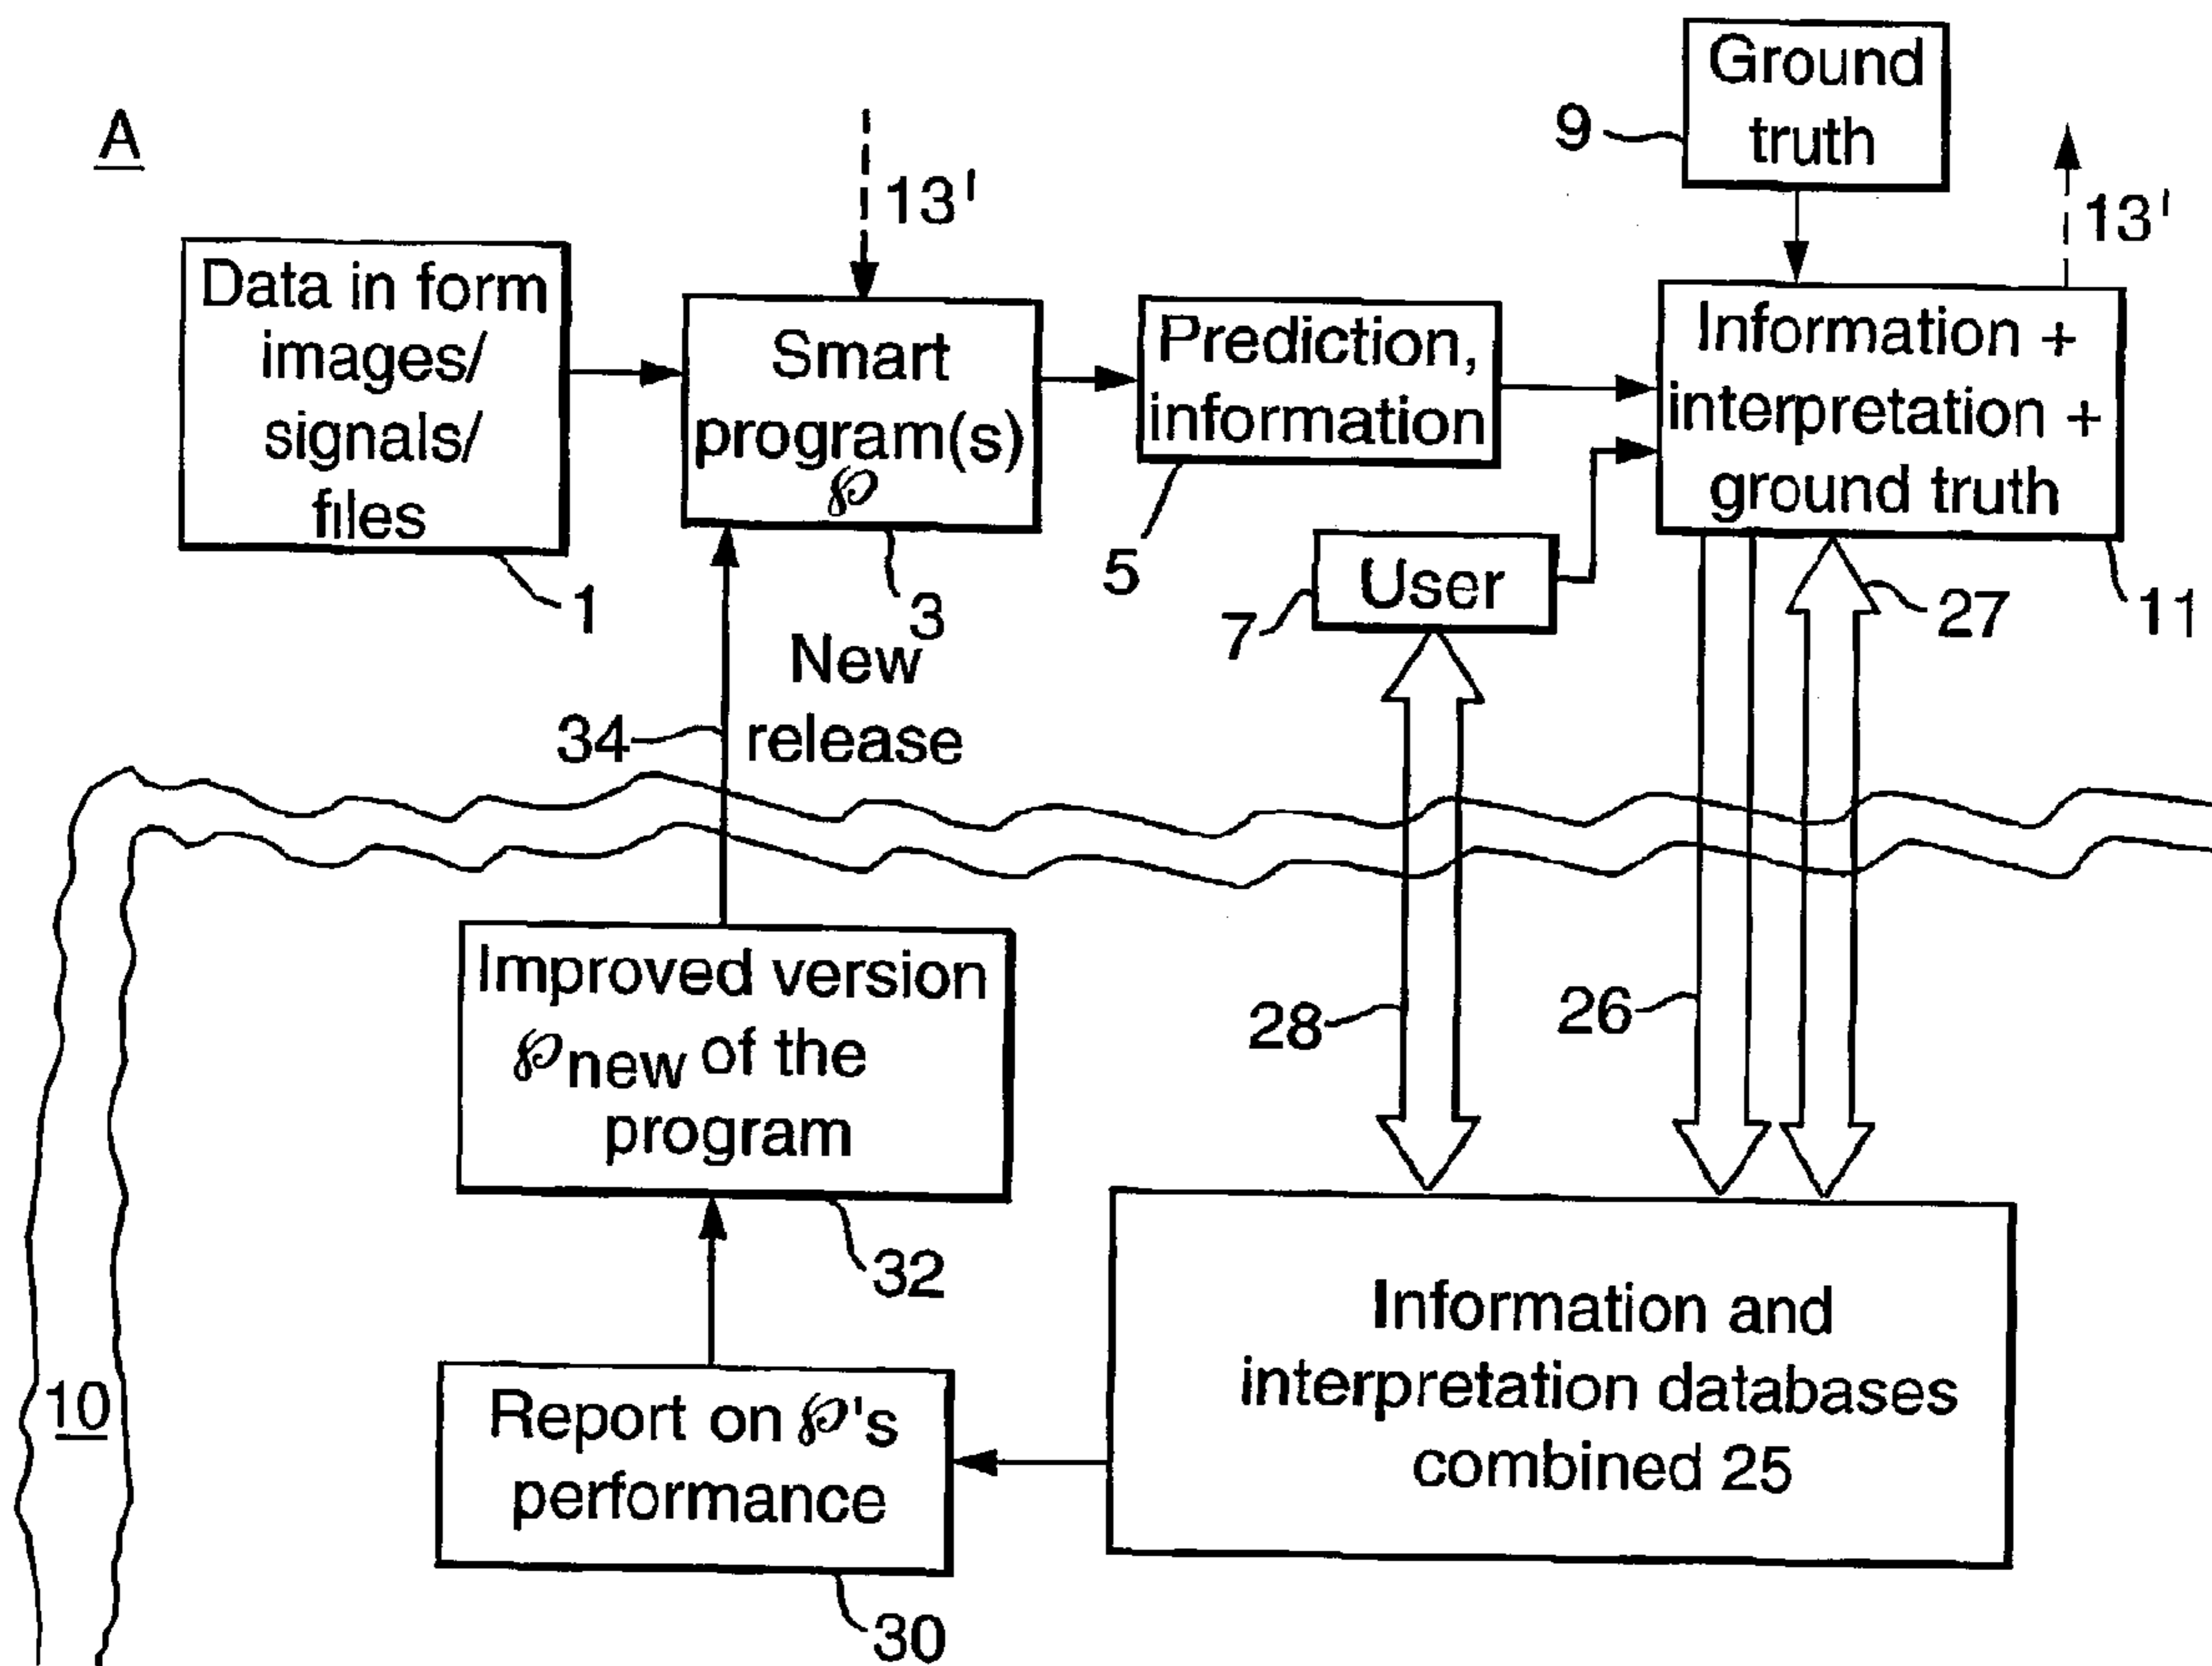 A
13'
Ground
truth
9
13'
Data in form
images/
signals/
files
1
Smart
program(s)
℘
3
Prediction,
information
5
Information +
interpretation +
ground truth
11
User
7
27
New
release
34
28
26
Improved version
℘new of the
program
32
10
Report on ℘'s
performance
30
Information and
interpretation databases
combined 25